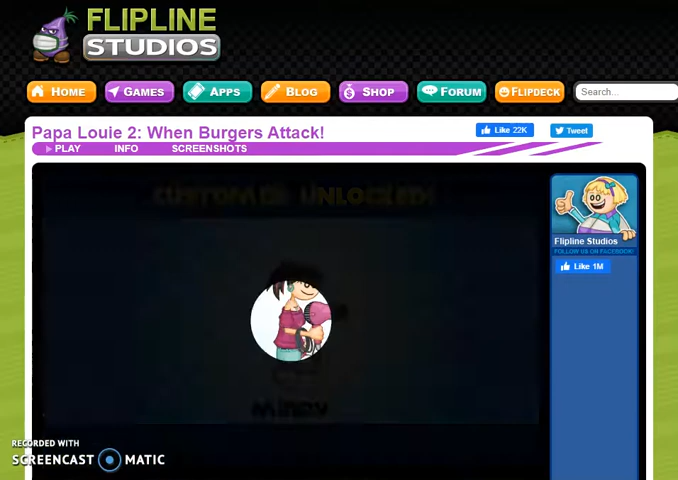 FLIPLINE
STUDIOS
HOME GAMES APPS BLOG SHOP FORUM FLIPDECK Search...
Papa Louie 2: When Burgers Attack!
Like 22K Tweet
PLAY INFO SCREENSHOTS
CUSTOMER UNLOCKED!
Flipline Studios
FOLLOW US ON FACEBOOK!
Like 1M
Mindy
RECORDED WITH
SCREENCAST MATIC